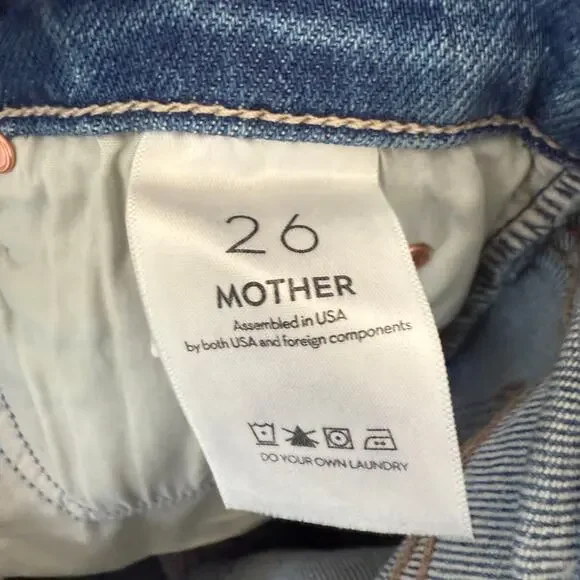 26
MOTHER
Assembled in USA
by both USA and foreign components
DO YOUR OWN LAUNDRY